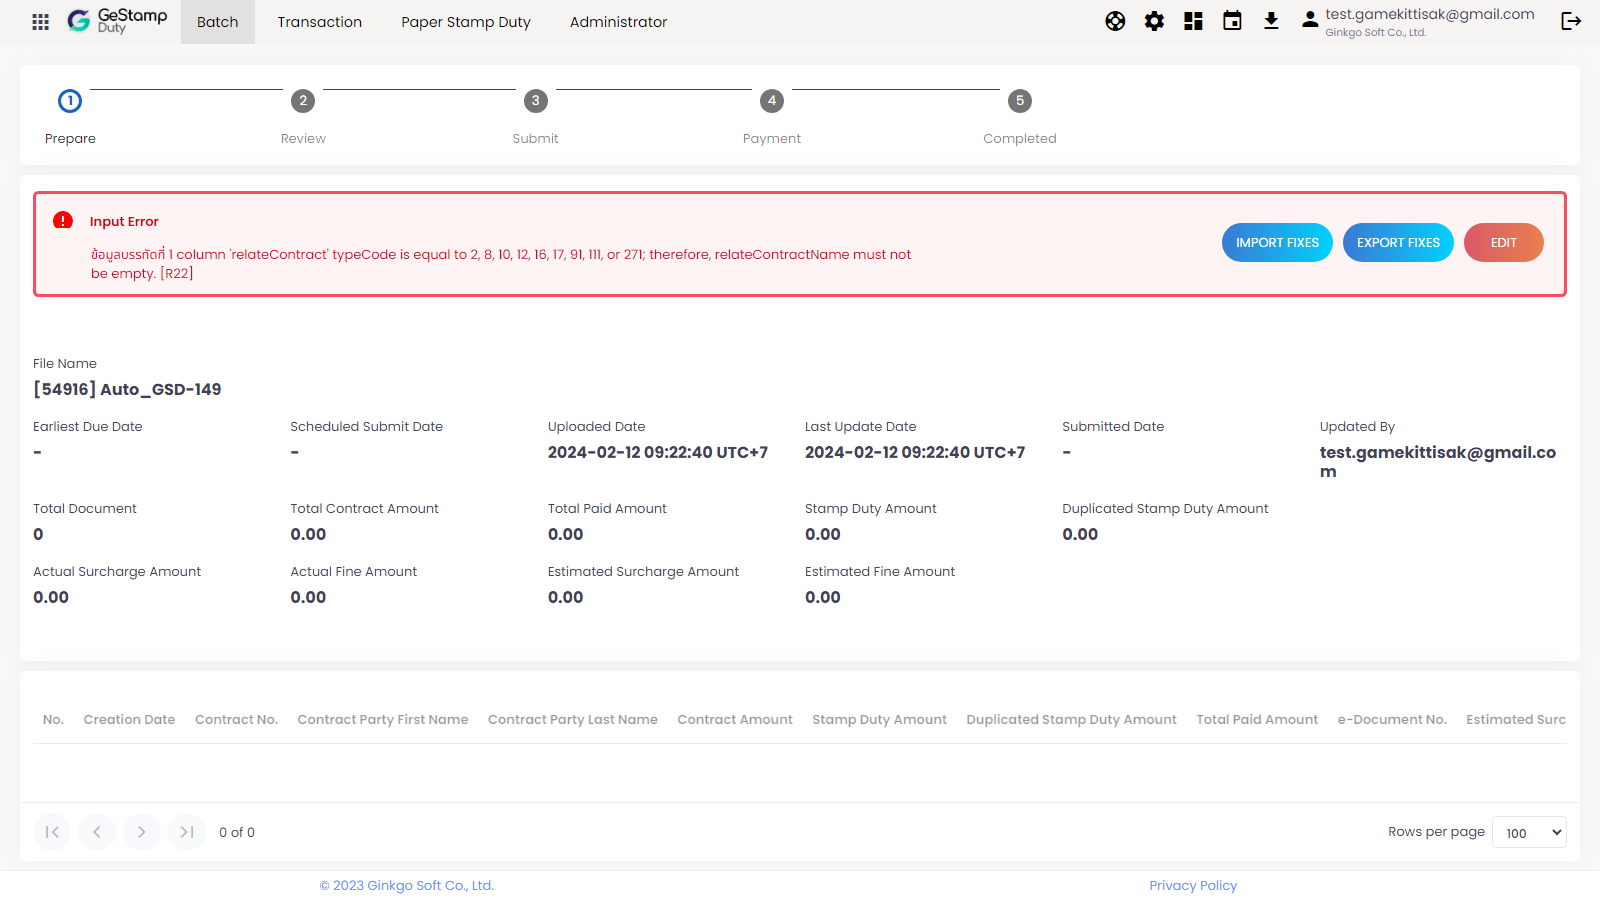 GeStamp
Duty
Batch
Transaction
Paper Stamp Duty
Administrator
test.gamekittisak@gmail.com
Ginkgo Soft Co., Ltd.
1
2
3
4
5
Prepare
Review
Submit
Payment
Completed
Input Error
ข้อมูลบรรทัดที่ 1 column 'relateContract' typeCode is equal to 2, 8, 10, 12, 16, 17, 91, 111, or 271; therefore, relateContractName must not
be empty. [R22]
IMPORT FIXES
EXPORT FIXES
EDIT
File Name
[54916] Auto_GSD-149
Earliest Due Date
Scheduled Submit Date
Uploaded Date
Last Update Date
Submitted Date
Updated By
-
-
2024-02-12 09:22:40 UTC+7
2024-02-12 09:22:40 UTC+7
-
test.gamekittisak@gmail.co
m
Total Document
Total Contract Amount
Total Paid Amount
Stamp Duty Amount
Duplicated Stamp Duty Amount
0
0.00
0.00
0.00
0.00
Actual Surcharge Amount
Actual Fine Amount
Estimated Surcharge Amount
Estimated Fine Amount
0.00
0.00
0.00
0.00
No.
Creation Date
Contract No.
Contract Party First Name
Contract Party Last Name
Contract Amount
Stamp Duty Amount
Duplicated Stamp Duty Amount
Total Paid Amount
e-Document No.
Estimated Surc
0 of 0
Rows per page
100
© 2023 Ginkgo Soft Co., Ltd.
Privacy Policy